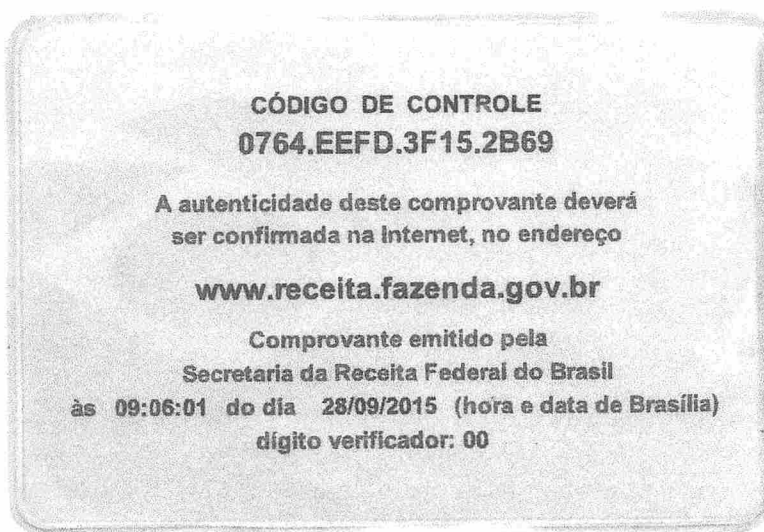 CÓDIGO DE CONTROLE
0764.EEFD.3F15.2B69
A autenticidade deste comprovante deverá
ser confirmada na Internet, no endereço
www.receita.fazenda.gov.br
Comprovante emitido pela
Secretaria da Receita Federal do Brasil
às 09:06:01 do dia 28/09/2015 (hora e data de Brasília)
dígito verificador: 00